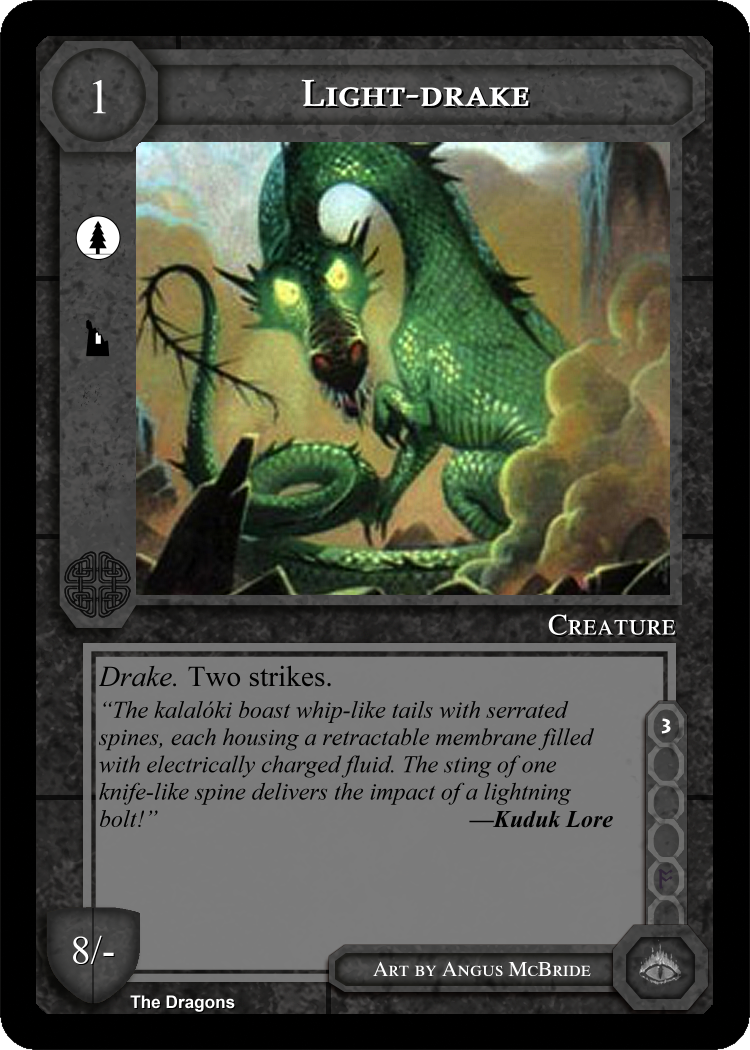 1
LIGHT-DRAKE
CREATURE
Drake. Two strikes.
“The kalalóki boast whip-like tails with serrated
spines, each housing a retractable membrane filled
with electrically charged fluid. The sting of one
knife-like spine delivers the impact of a lightning
bolt!” —Kuduk Lore
3
8/-
ART BY ANGUS MCBRIDE
The Dragons